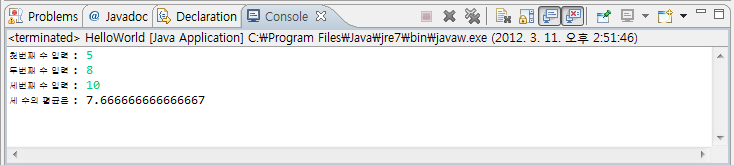 Problems @ Javadoc Declaration Console
<terminated> HelloWorld [Java Application] C:₩Program Files₩Java₩jre7₩bin₩javaw.exe (2012. 3. 11. 오후 2:51:46)
첫번째 수 입력 : 5
두번째 수 입력 : 8
세번째 수 입력 : 10
세 수의 평균은 : 7.666666666666667